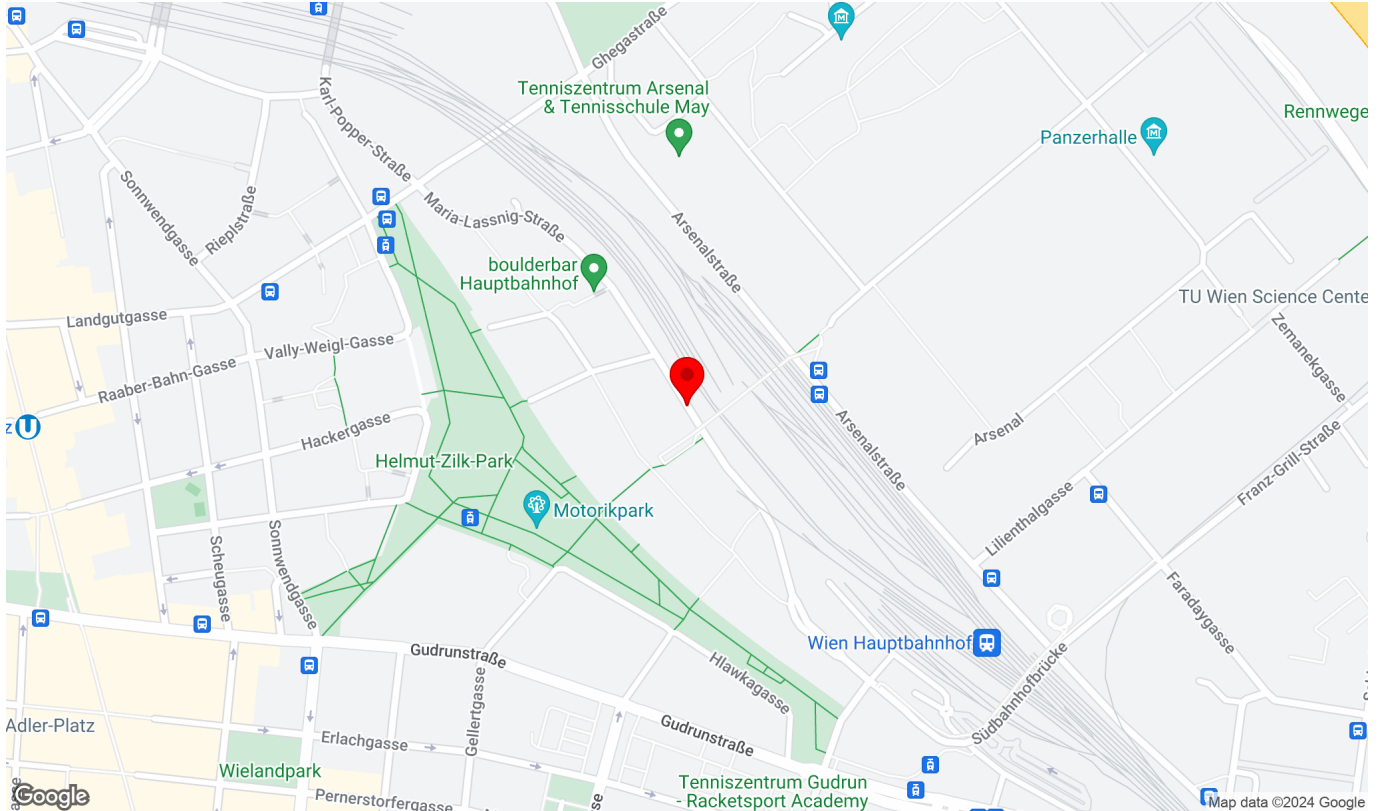 Ghegastraße
Tenniszentrum Arsenal
& Tennisschule May
Karl-Popper-Straße
Panzerhalle
Rennwege
Sonnwendgasse
Rieplstraße
Maria-Lassnig-Straße
Arsenalstraße
boulderbar
Hauptbahnhof
TU Wien Science Cente
Landgutgasse
Vally-Weigl-Gasse
Zemanekgasse
Raaber-Bahn-Gasse
z U
Hackergasse
Arsenal
Arsenalstraße
Franz-Grill-Straße
Helmut-Zilk-Park
Motorikpark
Lilienthalgasse
Scheugasse
Sonnwendgasse
Faradaygasse
Wien Hauptbahnhof
Gudrunstraße
Hlawkagasse
Südbahnhofbrücke
Gellertgasse
Adler-Platz
Erlachgasse
Gudrunstraße
Wielandpark
Tenniszentrum Gudrun
- Racketsport Academy
Pernerstorfergasse
Google
Map data ©2024 Google